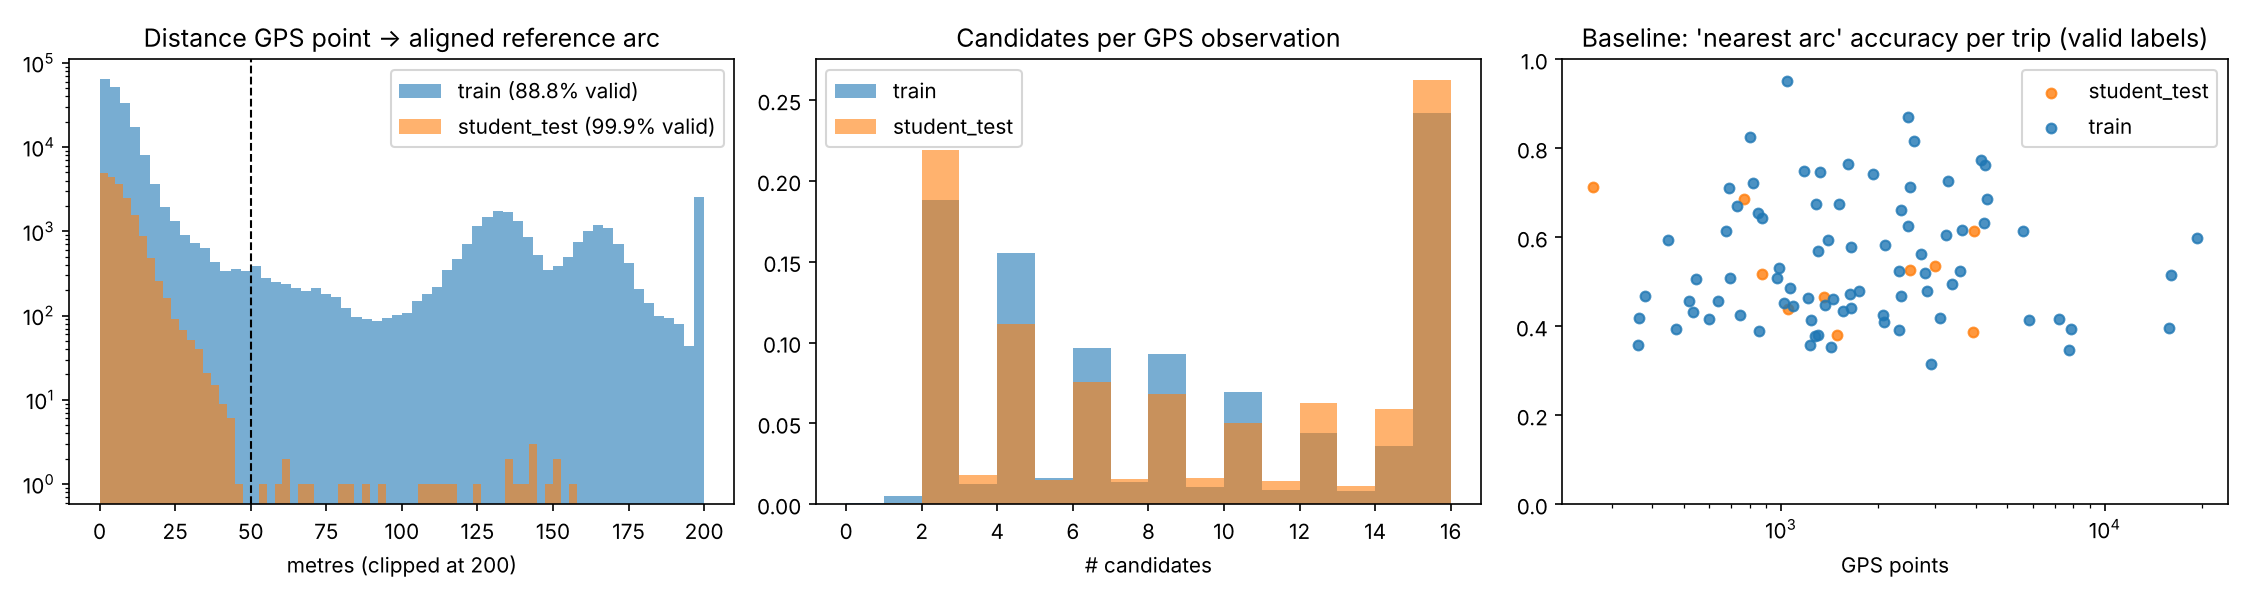 Distance GPS point → aligned reference arc
10^5
10^4
10^3
10^2
10^1
10^0
train (88.8% valid)
student_test (99.9% valid)
0 25 50 75 100 125 150 175 200
metres (clipped at 200)
Candidates per GPS observation
0.25
0.20
0.15
0.10
0.05
0.00
train
student_test
0 2 4 6 8 10 12 14 16
# candidates
Baseline: 'nearest arc' accuracy per trip (valid labels)
1.0
0.8
0.6
0.4
0.2
0.0
student_test
train
10^3 10^4
GPS points